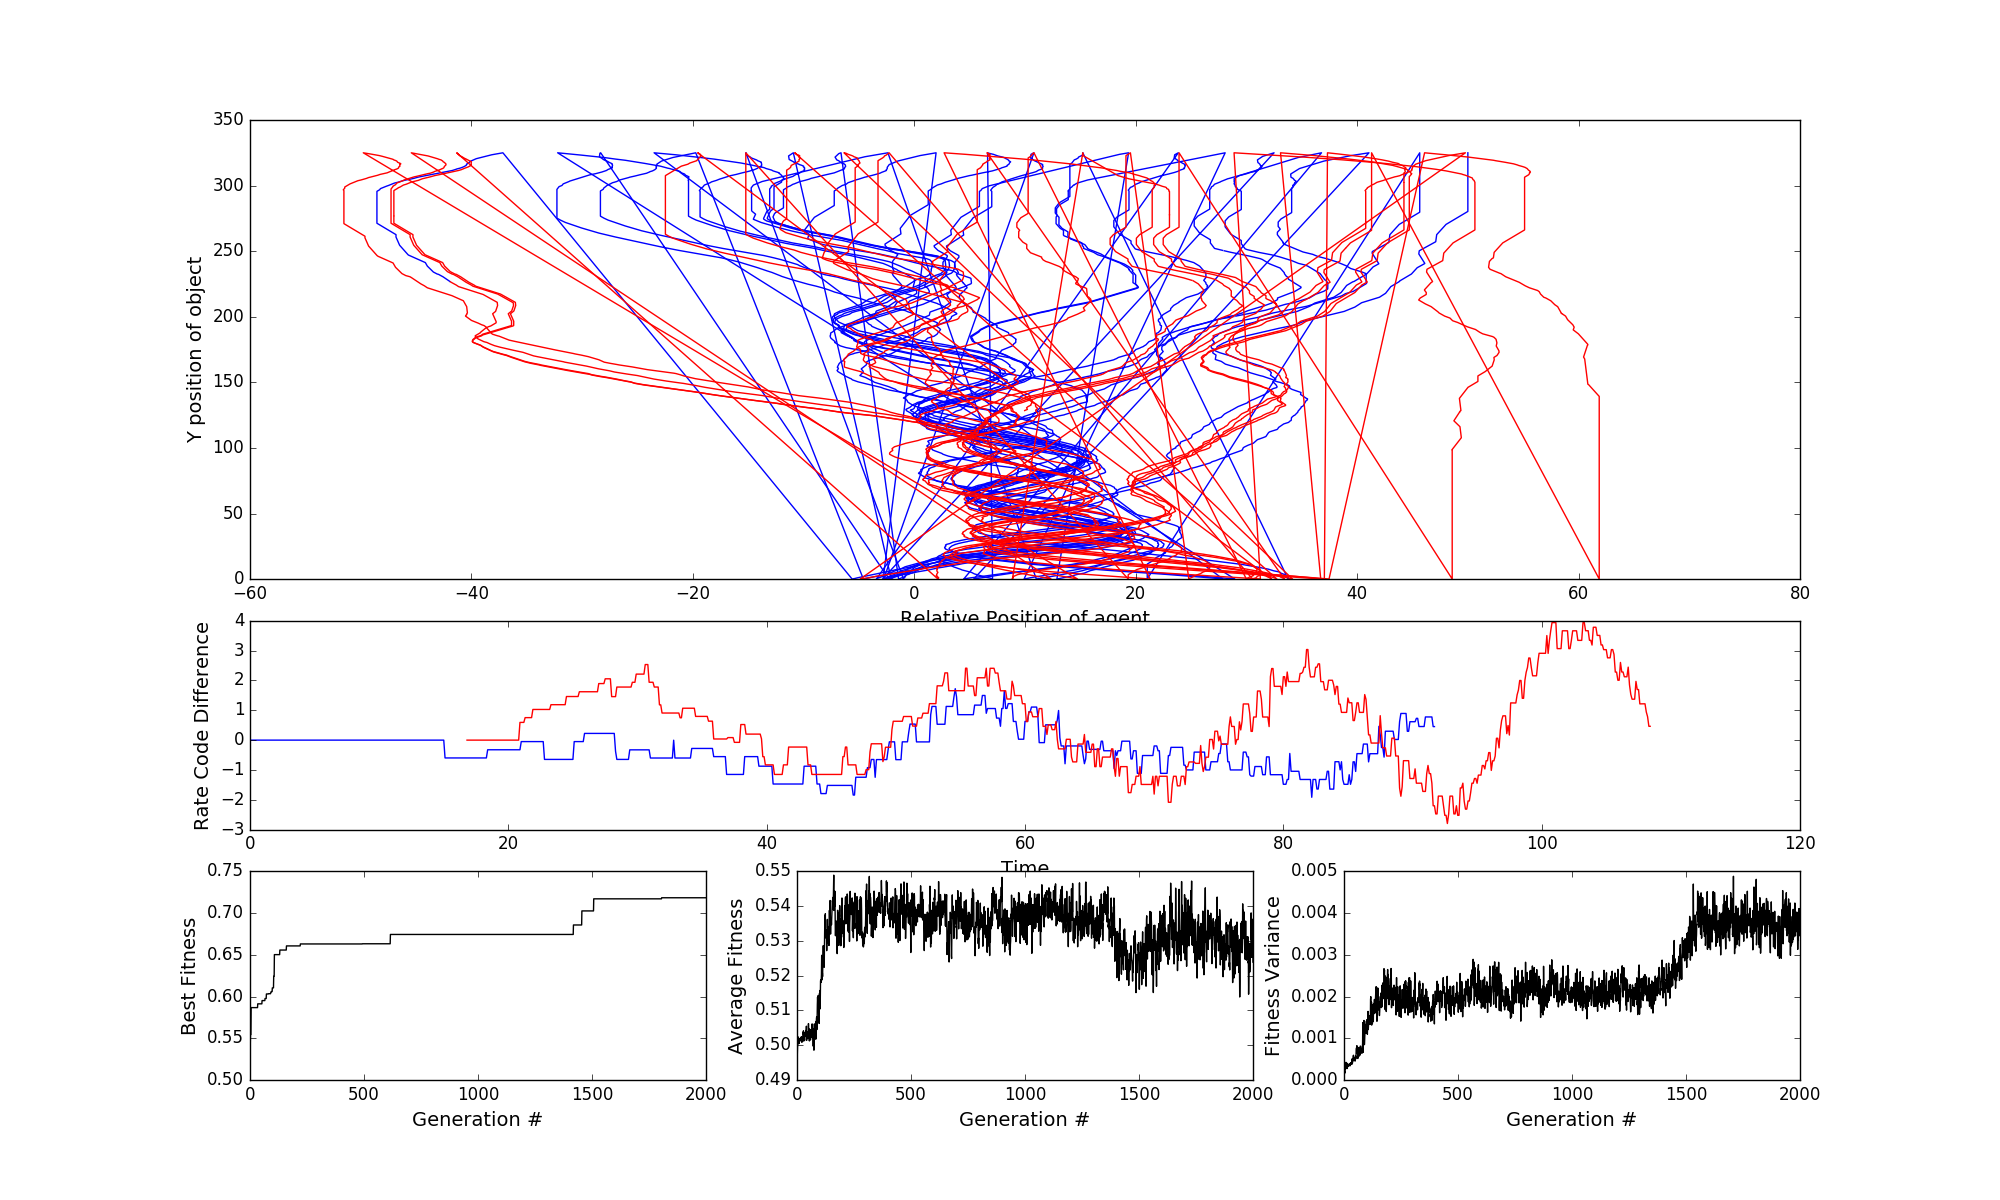 350
300
250
200
150
100
50
0
Y position of object
−60 −40 −20 0 20 40 60 80
Relative Position of agent
4
3
2
1
0
−1
−2
−3
Rate Code Difference
0 20 40 60 80 100 120
Time
0.75
0.70
0.65
0.60
0.55
0.50
Best Fitness
0 500 1000 1500 2000
Generation #
0.55
0.54
0.53
0.52
0.51
0.50
0.49
Average Fitness
0 500 1000 1500 2000
Generation #
0.005
0.004
0.003
0.002
0.001
0.000
Fitness Variance
0 500 1000 1500 2000
Generation #